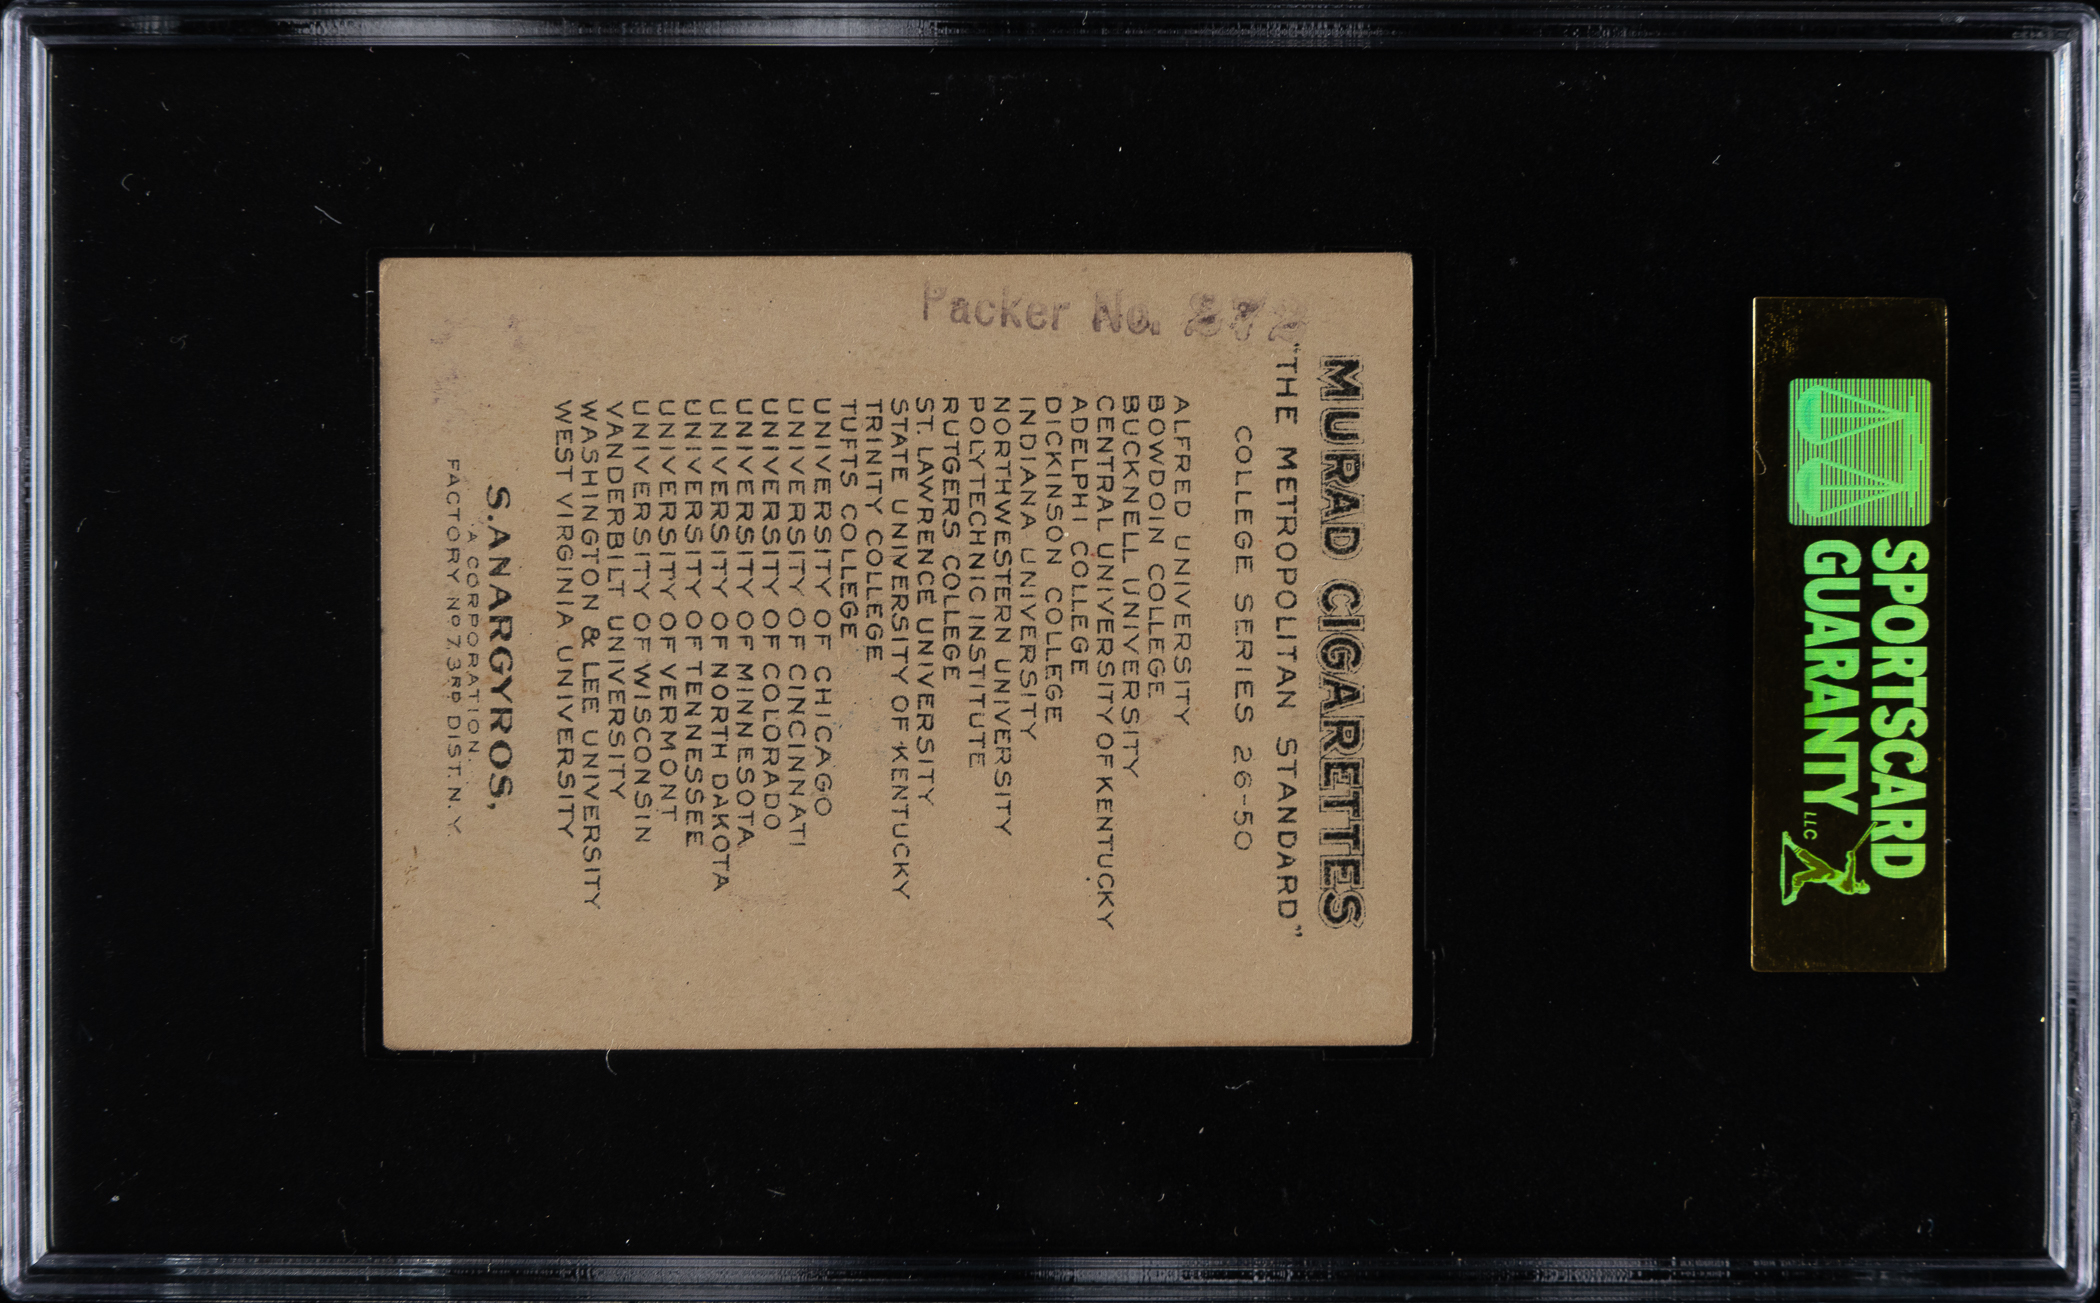 Packer No.
MURAD CIGARETTES
"THE METROPOLITAN STANDARD"
COLLEGE SERIES 26-50
ALFRED UNIVERSITY
BOWDOIN COLLEGE
BUCKNELL UNIVERSITY
CENTRAL UNIVERSITY OF KENTUCKY
ADELPHI COLLEGE
DICKINSON COLLEGE
INDIANA UNIVERSITY
NORTHWESTERN UNIVERSITY
POLYTECHNIC INSTITUTE
RUTGERS COLLEGE
ST. LAWRENCE UNIVERSITY
STATE UNIVERSITY OF KENTUCKY
TRINITY COLLEGE
TUFTS COLLEGE
UNIVERSITY OF CHICAGO
UNIVERSITY OF CINCINNATI
UNIVERSITY OF COLORADO
UNIVERSITY OF MINNESOTA
UNIVERSITY OF NORTH DAKOTA
UNIVERSITY OF TENNESSEE
UNIVERSITY OF VERMONT
UNIVERSITY OF WISCONSIN
VANDERBILT UNIVERSITY
WASHINGTON & LEE UNIVERSITY
WEST VIRGINIA UNIVERSITY
S. ANARGYROS,
A CORPORATION.
FACTORY Nº 7, 3RD DIST. N.Y.
SPORTSCARD
GUARANTY LLC